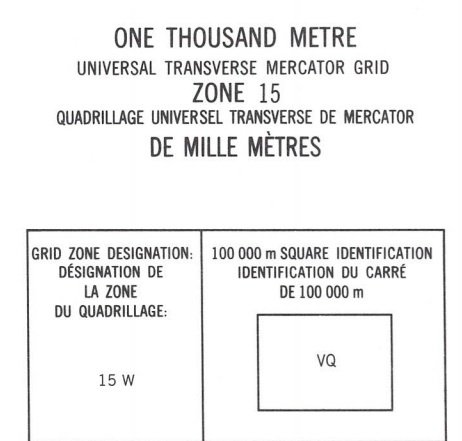 ONE THOUSAND METRE
UNIVERSAL TRANSVERSE MERCATOR GRID
ZONE 15
QUADRILLAGE UNIVERSEL TRANSVERSE DE MERCATOR
DE MILLE MÈTRES
GRID ZONE DESIGNATION:
DÉSIGNATION DE
LA ZONE
DU QUADRILLAGE:
15 W
100 000 m SQUARE IDENTIFICATION
IDENTIFICATION DU CARRÉ
DE 100 000 m
VQ